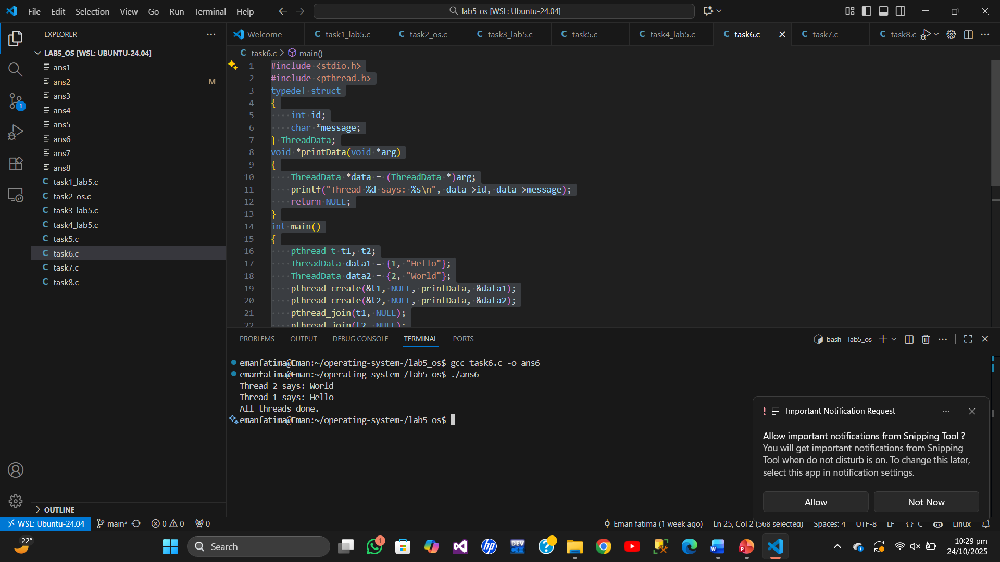 File Edit Selection View Go Run Terminal Help
lab5_os [WSL: Ubuntu-24.04]
EXPLORER
Welcome
task1_lab5.c
task2_os.c
task3_lab5.c
task5.c
task4_lab5.c
task6.c
task7.c
task8.c
LAB5_OS [WSL: UBUNTU-24.04]
ans1
ans2 M
ans3
ans4
ans5
ans6
ans7
ans8
task1_lab5.c
task2_os.c
task3_lab5.c
task4_lab5.c
task5.c
task6.c
task7.c
task8.c
OUTLINE
1
task6.c > main()
1 #include <stdio.h>
2 #include <pthread.h>
3 typedef struct
4 {
5 int id;
6 char *message;
7 } ThreadData;
8 void *printData(void *arg)
9 {
10 ThreadData *data = (ThreadData *)arg;
11 printf("Thread %d says: %s\n", data->id, data->message);
12 return NULL;
13 }
14 int main()
15 {
16 pthread_t t1, t2;
17 ThreadData data1 = {1, "Hello"};
18 ThreadData data2 = {2, "World"};
19 pthread_create(&t1, NULL, printData, &data1);
20 pthread_create(&t2, NULL, printData, &data2);
21 pthread_join(t1, NULL);
22 pthread_join(t2, NULL);
PROBLEMS OUTPUT DEBUG CONSOLE TERMINAL PORTS
bash - lab5_os
emanfatima@Eman:~/operating-system-/lab5_os$ gcc task6.c -o ans6
emanfatima@Eman:~/operating-system-/lab5_os$ ./ans6
Thread 2 says: World
Thread 1 says: Hello
All threads done.
emanfatima@Eman:~/operating-system-/lab5_os$
Important Notification Request
Allow important notifications from Snipping Tool ?
You will get important notifications from Snipping
Tool when do not disturb is on. To change this later,
select this app in notification settings.
Allow Not Now
WSL: Ubuntu-24.04 main* 0 0 0
Eman fatima (1 week ago) Ln 25, Col 2 (568 selected) Spaces: 4 UTF-8 LF {} C Linux
22°
Search
1
DEV
C++
hp
W
P
10:29 pm
24/10/2025